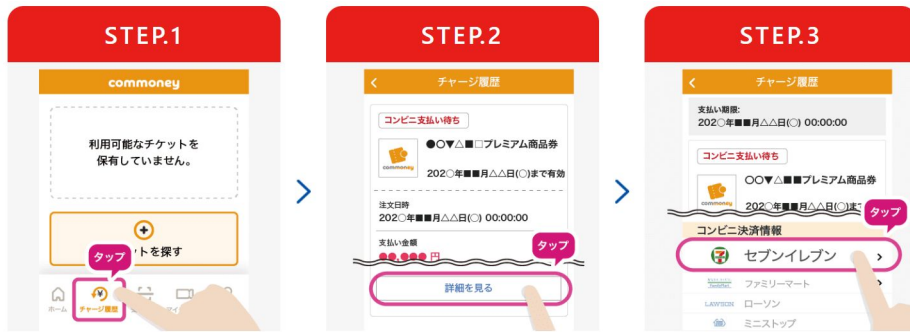 STEP.1
commoney
利用可能なチケットを
保有していません。
トを探す
タップ
ホーム
チャージ履歴
STEP.2
チャージ履歴
コンビニ支払い待ち
commoney
●○▼△■□プレミアム商品券
202○年■■月△△日(○)まで有効
注文日時
202○年■■月△△日(○) 00:00:00
支払い金額
●●,●●● 円
タップ
詳細を見る
STEP.3
チャージ履歴
支払い期限:
202○年■■月△△日(○) 00:00:00
コンビニ支払い待ち
commoney
○○▼△■■プレミアム商品券
202○年■■月△△日(○)ま
タップ
コンビニ決済情報
セブンイレブン
FamilyMart
ファミリーマート
LAWSON
ローソン
ミニストップ